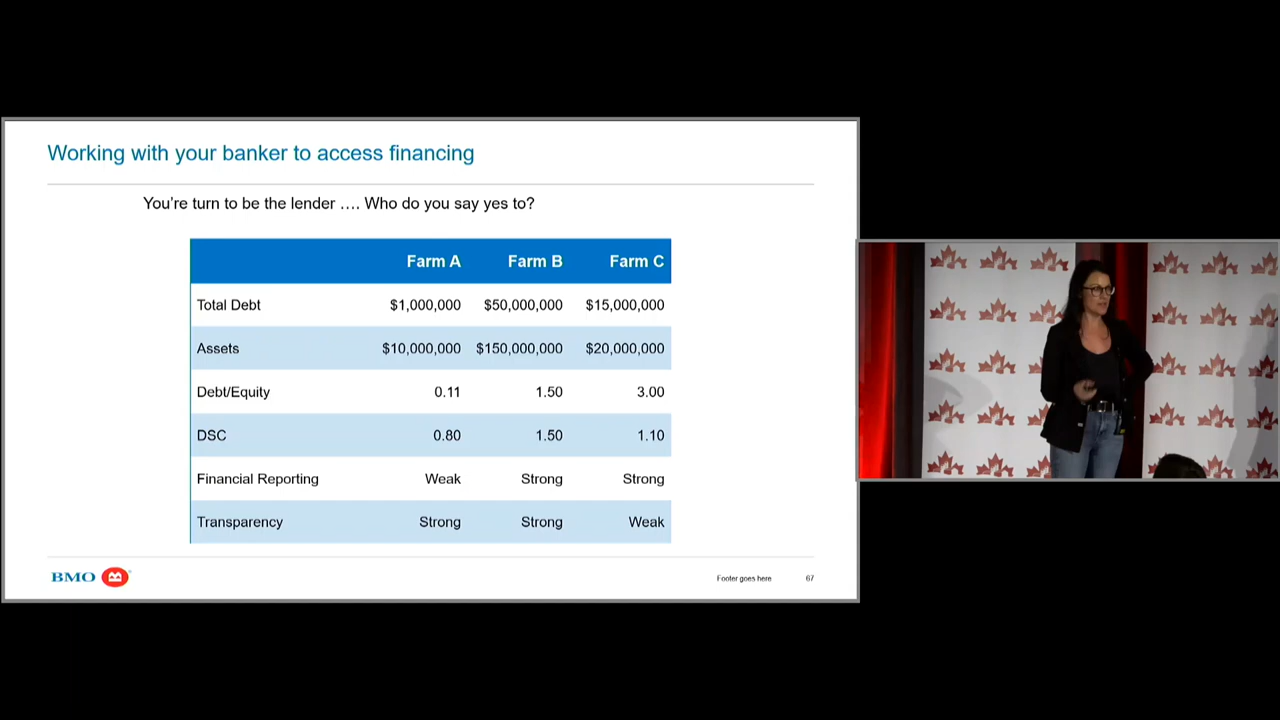 Working with your banker to access financing
You're turn to be the lender …. Who do you say yes to?
Farm A Farm B Farm C
Total Debt $1,000,000 $50,000,000 $15,000,000
Assets $10,000,000 $150,000,000 $20,000,000
Debt/Equity 0.11 1.50 3.00
DSC 0.80 1.50 1.10
Financial Reporting Weak Strong Strong
Transparency Strong Strong Weak
BMO
Footer goes here 67